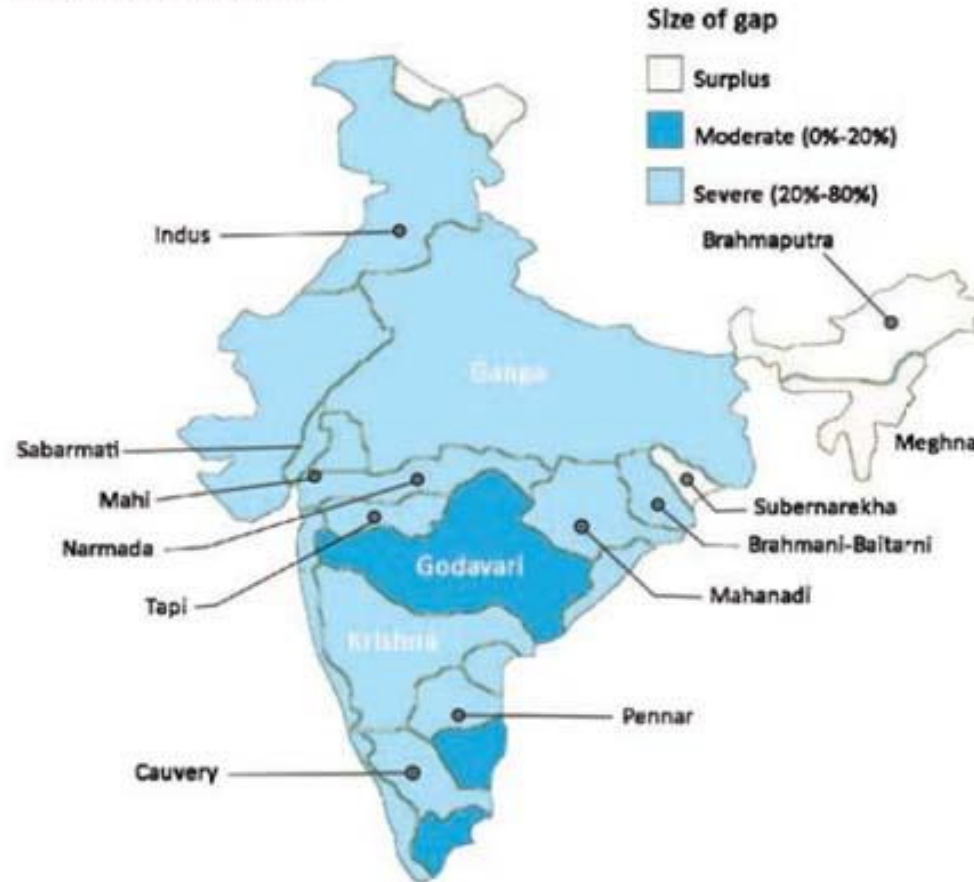 Size of gap
Surplus
Moderate (0%-20%)
Severe (20%-80%)
Brahmaputra
Indus
Ganga
Sabarmati
Meghna
Mahi
Subernarekha
Narmada
Brahmani-Baitarni
Godavari
Mahanadi
Tapi
Krishna
Pennar
Cauvery